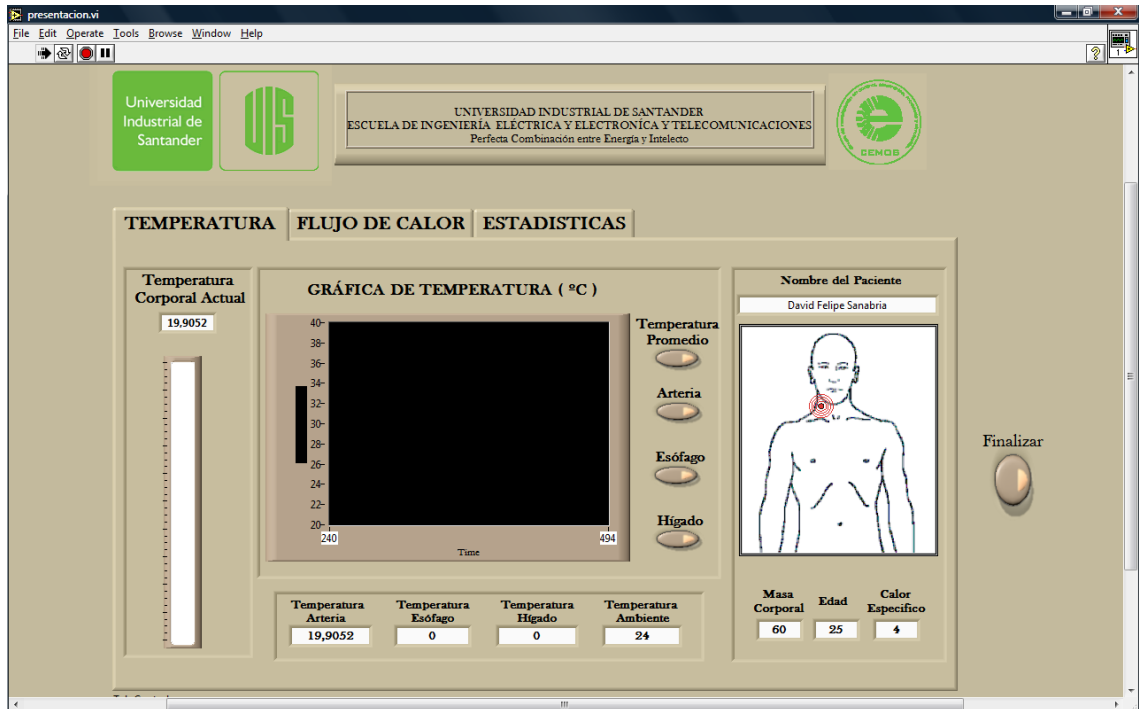 presentacion.vi
File Edit Operate Tools Browse Window Help
1
Universidad
Industrial de
Santander
UIS
UNIVERSIDAD INDUSTRIAL DE SANTANDER
ESCUELA DE INGENIERÍA ELÉCTRICA Y ELECTRONÍCA Y TELECOMUNICACIONES
Perfecta Combinación entre Energía y Intelecto
CEMOS
TEMPERATURA
FLUJO DE CALOR
ESTADISTICAS
Temperatura
Corporal Actual
19,9052
GRÁFICA DE TEMPERATURA ( ºC )
40
38
36
34
32
30
28
26
24
22
20
240
494
Time
Temperatura
Promedio
Arteria
Esófago
Hígado
Temperatura
Arteria
19,9052
Temperatura
Esófago
0
Temperatura
Hígado
0
Temperatura
Ambiente
24
Nombre del Paciente
David Felipe Sanabria
Masa
Corporal
60
Edad
25
Calor
Especifico
4
Finalizar